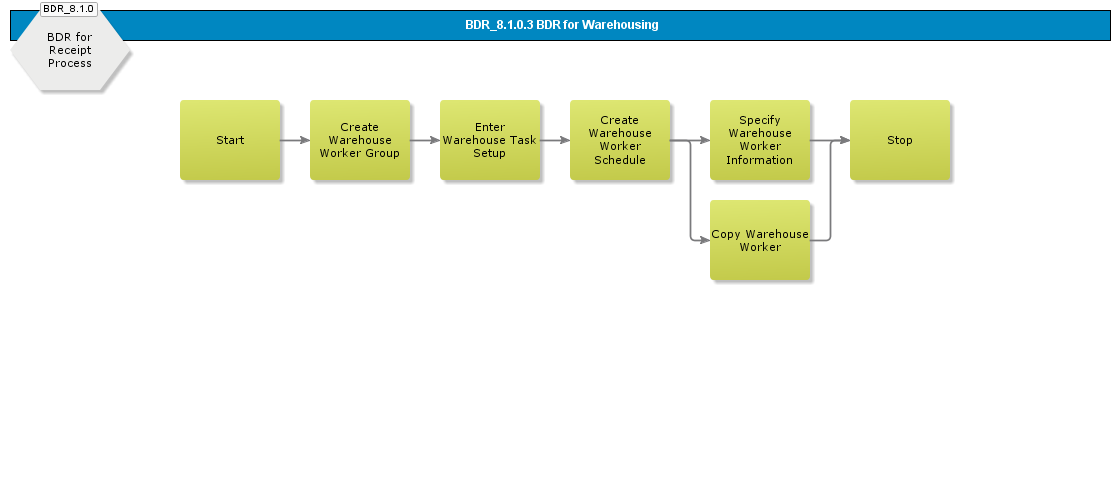 BDR_8.1.0
BDR_8.1.0.3 BDR for Warehousing
BDR for
Receipt
Process
Start
Create
Warehouse
Worker Group
Enter
Warehouse Task
Setup
Create
Warehouse
Worker
Schedule
Specify
Warehouse
Worker
Information
Stop
Copy Warehouse
Worker